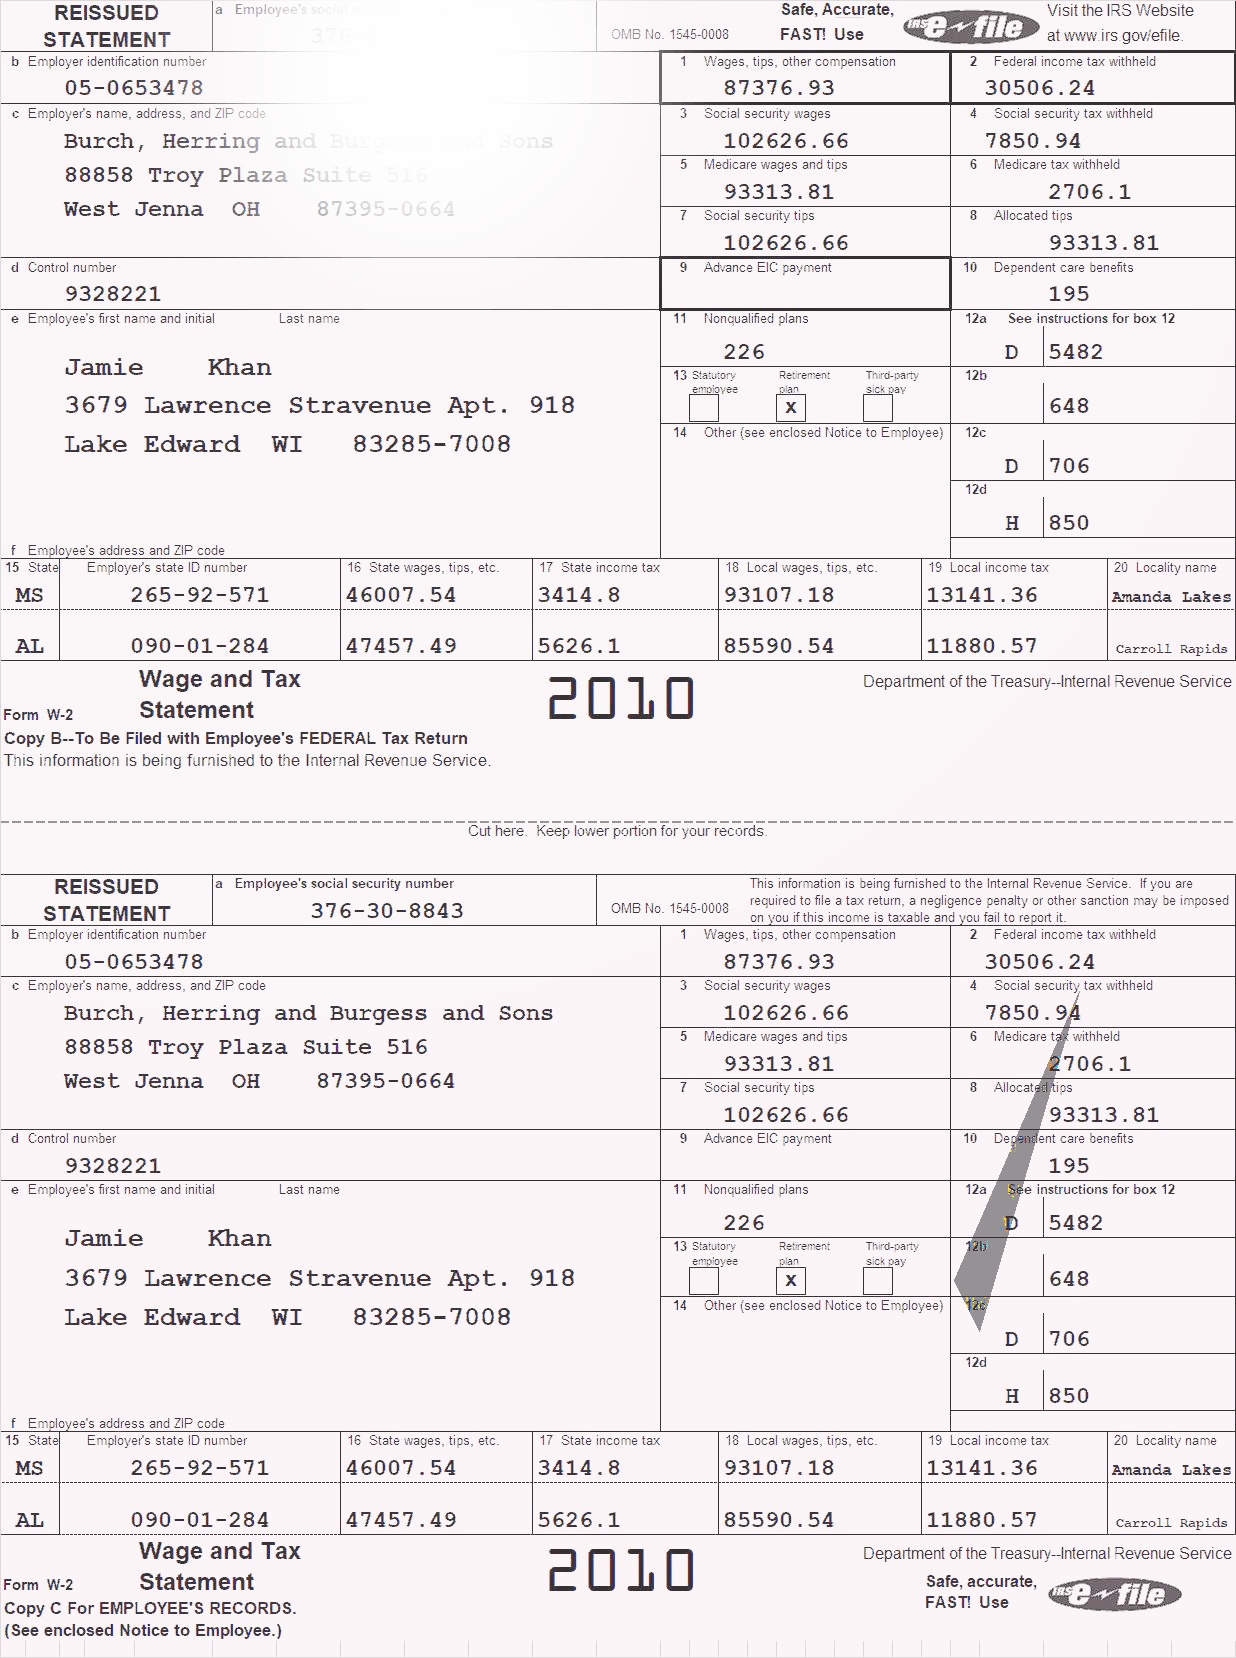 REISSUED STATEMENT
a Employee's social sec
376-
OMB No. 1545-0008
Safe, Accurate, FAST! Use
IRS e-file
Visit the IRS Website at www.irs.gov/efile.
b Employer identification number
05-0653478
1 Wages, tips, other compensation
87376.93
2 Federal income tax withheld
30506.24
c Employer's name, address, and ZIP code
Burch, Herring and Burgess and Sons
88858 Troy Plaza Suite 516
West Jenna OH 87395-0664
3 Social security wages
102626.66
4 Social security tax withheld
7850.94
5 Medicare wages and tips
93313.81
6 Medicare tax withheld
2706.1
7 Social security tips
102626.66
8 Allocated tips
93313.81
d Control number
9328221
9 Advance EIC payment
10 Dependent care benefits
195
e Employee's first name and initial Last name
Jamie Khan
3679 Lawrence Stravenue Apt. 918
Lake Edward WI 83285-7008
11 Nonqualified plans
226
12a See instructions for box 12
D 5482
13 Statutory employee Retirement plan Third-party sick pay
X
12b
648
14 Other (see enclosed Notice to Employee)
12c
D 706
12d
H 850
f Employee's address and ZIP code
15 State Employer's state ID number 16 State wages, tips, etc. 17 State income tax 18 Local wages, tips, etc. 19 Local income tax 20 Locality name
MS 265-92-571 46007.54 3414.8 93107.18 13141.36 Amanda Lakes
AL 090-01-284 47457.49 5626.1 85590.54 11880.57 Carroll Rapids
Form W-2 Wage and Tax Statement
2010
Department of the Treasury--Internal Revenue Service
Copy B--To Be Filed with Employee's FEDERAL Tax Return
This information is being furnished to the Internal Revenue Service.
Cut here. Keep lower portion for your records.
REISSUED STATEMENT
a Employee's social security number
376-30-8843
OMB No. 1545-0008
This information is being furnished to the Internal Revenue Service. If you are
required to file a tax return, a negligence penalty or other sanction may be imposed
on you if this income is taxable and you fail to report it.
b Employer identification number
05-0653478
1 Wages, tips, other compensation
87376.93
2 Federal income tax withheld
30506.24
c Employer's name, address, and ZIP code
Burch, Herring and Burgess and Sons
88858 Troy Plaza Suite 516
West Jenna OH 87395-0664
3 Social security wages
102626.66
4 Social security tax withheld
7850.94
5 Medicare wages and tips
93313.81
6 Medicare tax withheld
2706.1
7 Social security tips
102626.66
8 Allocated tips
93313.81
d Control number
9328221
9 Advance EIC payment
10 Dependent care benefits
195
e Employee's first name and initial Last name
Jamie Khan
3679 Lawrence Stravenue Apt. 918
Lake Edward WI 83285-7008
11 Nonqualified plans
226
12a See instructions for box 12
D 5482
13 Statutory employee Retirement plan Third-party sick pay
X
12b
648
14 Other (see enclosed Notice to Employee)
12c
D 706
12d
H 850
f Employee's address and ZIP code
15 State Employer's state ID number 16 State wages, tips, etc. 17 State income tax 18 Local wages, tips, etc. 19 Local income tax 20 Locality name
MS 265-92-571 46007.54 3414.8 93107.18 13141.36 Amanda Lakes
AL 090-01-284 47457.49 5626.1 85590.54 11880.57 Carroll Rapids
Form W-2 Wage and Tax Statement
2010
Department of the Treasury--Internal Revenue Service
Copy C For EMPLOYEE'S RECORDS.
(See enclosed Notice to Employee.)
Safe, accurate, FAST! Use
IRS e-file